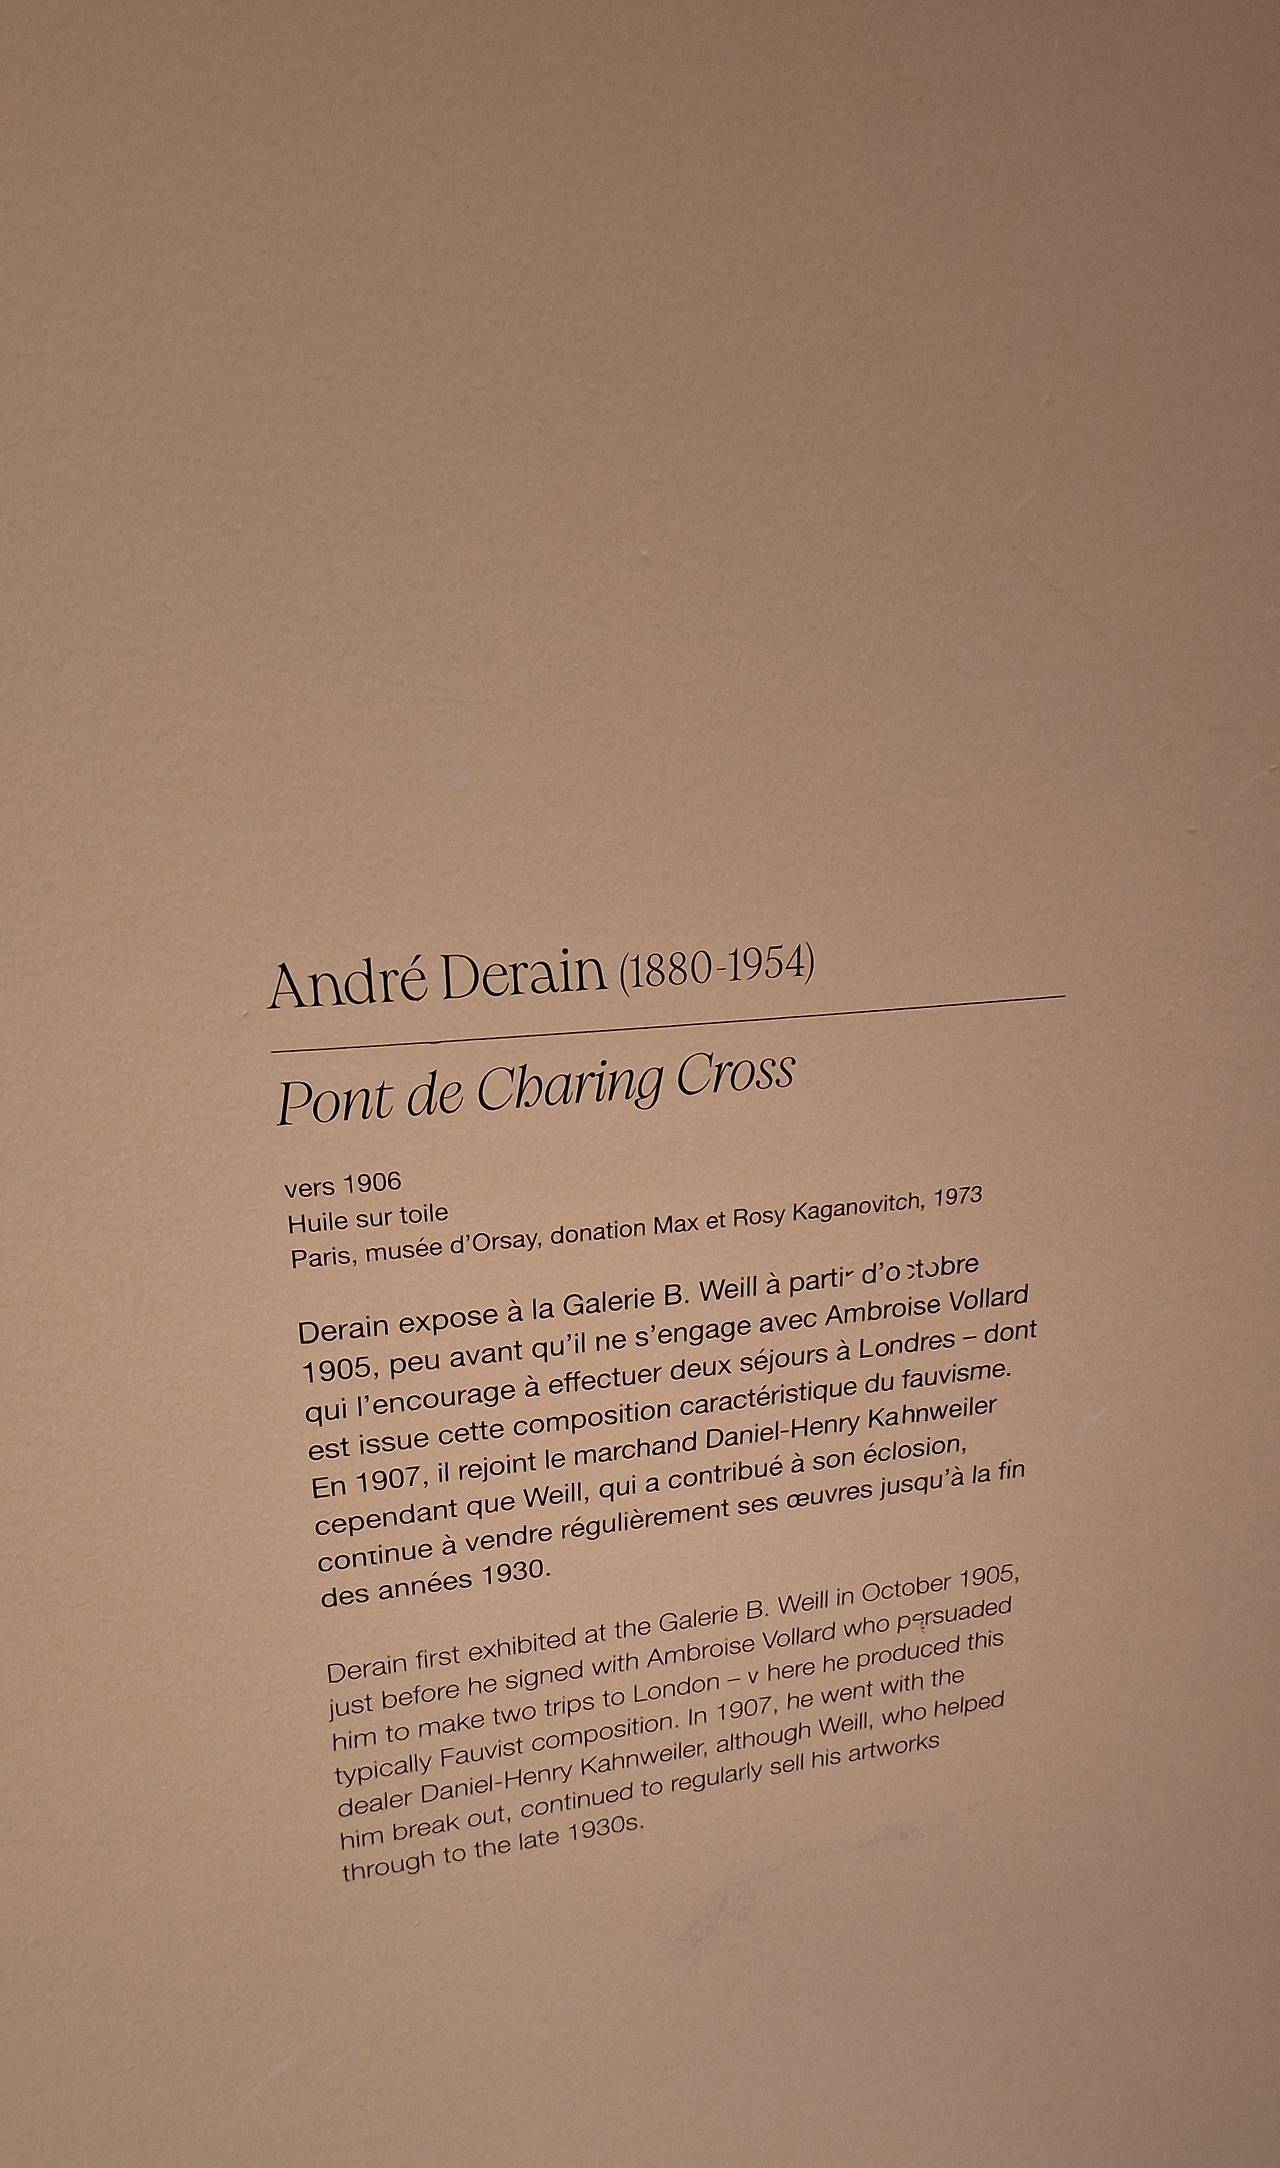 André Derain (1880-1954)
Pont de Charing Cross
vers 1906
Huile sur toile
Paris, musée d’Orsay, donation Max et Rosy Kaganovitch, 1973
Derain expose à la Galerie B. Weill à partir d’octobre
1905, peu avant qu’il ne s’engage avec Ambroise Vollard
qui l’encourage à effectuer deux séjours à Londres – dont
est issue cette composition caractéristique du fauvisme.
En 1907, il rejoint le marchand Daniel-Henry Kahnweiler
cependant que Weill, qui a contribué à son éclosion,
continue à vendre régulièrement ses œuvres jusqu’à la fin
des années 1930.
Derain first exhibited at the Galerie B. Weill in October 1905,
just before he signed with Ambroise Vollard who persuaded
him to make two trips to London – where he produced this
typically Fauvist composition. In 1907, he went with the
dealer Daniel-Henry Kahnweiler, although Weill, who helped
him break out, continued to regularly sell his artworks
through to the late 1930s.